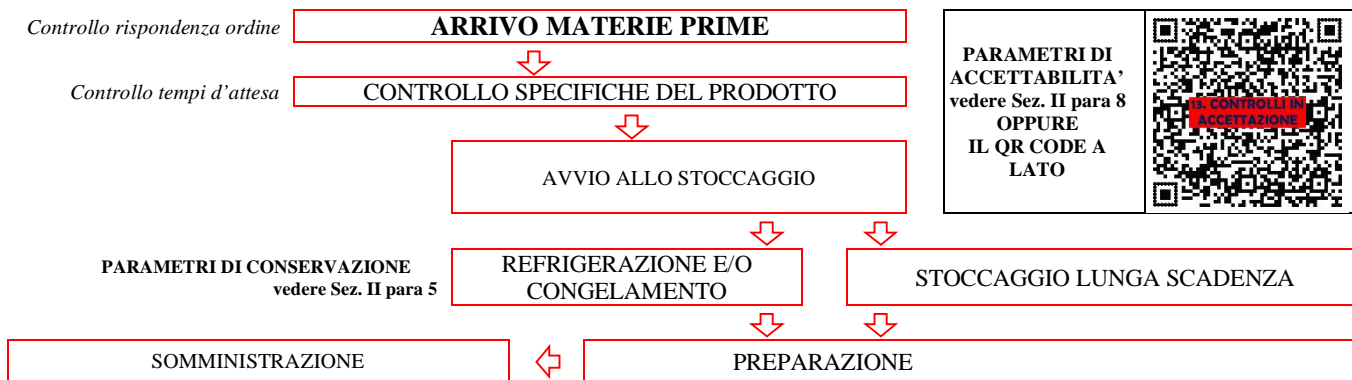 Controllo rispondenza ordine
ARRIVO MATERIE PRIME
Controllo tempi d'attesa
CONTROLLO SPECIFICHE DEL PRODOTTO
AVVIO ALLO STOCCAGGIO
PARAMETRI DI
ACCETTABILITA'
vedere Sez. II para 8
OPPURE
IL QR CODE A
LATO
13. CONTROLLI IN
ACCETTAZIONE
PARAMETRI DI CONSERVAZIONE
vedere Sez. II para 5
REFRIGERAZIONE E/O
CONGELAMENTO
STOCCAGGIO LUNGA SCADENZA
SOMMINISTRAZIONE
PREPARAZIONE